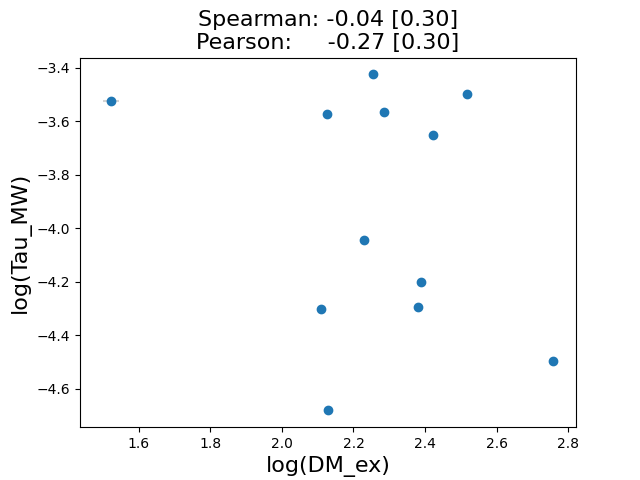 Spearman: -0.04 [0.30]
Pearson: -0.27 [0.30]
−3.4
−3.6
−3.8
−4.0
−4.2
−4.4
−4.6
log(Tau_MW)
1.6 1.8 2.0 2.2 2.4 2.6 2.8
log(DM_ex)